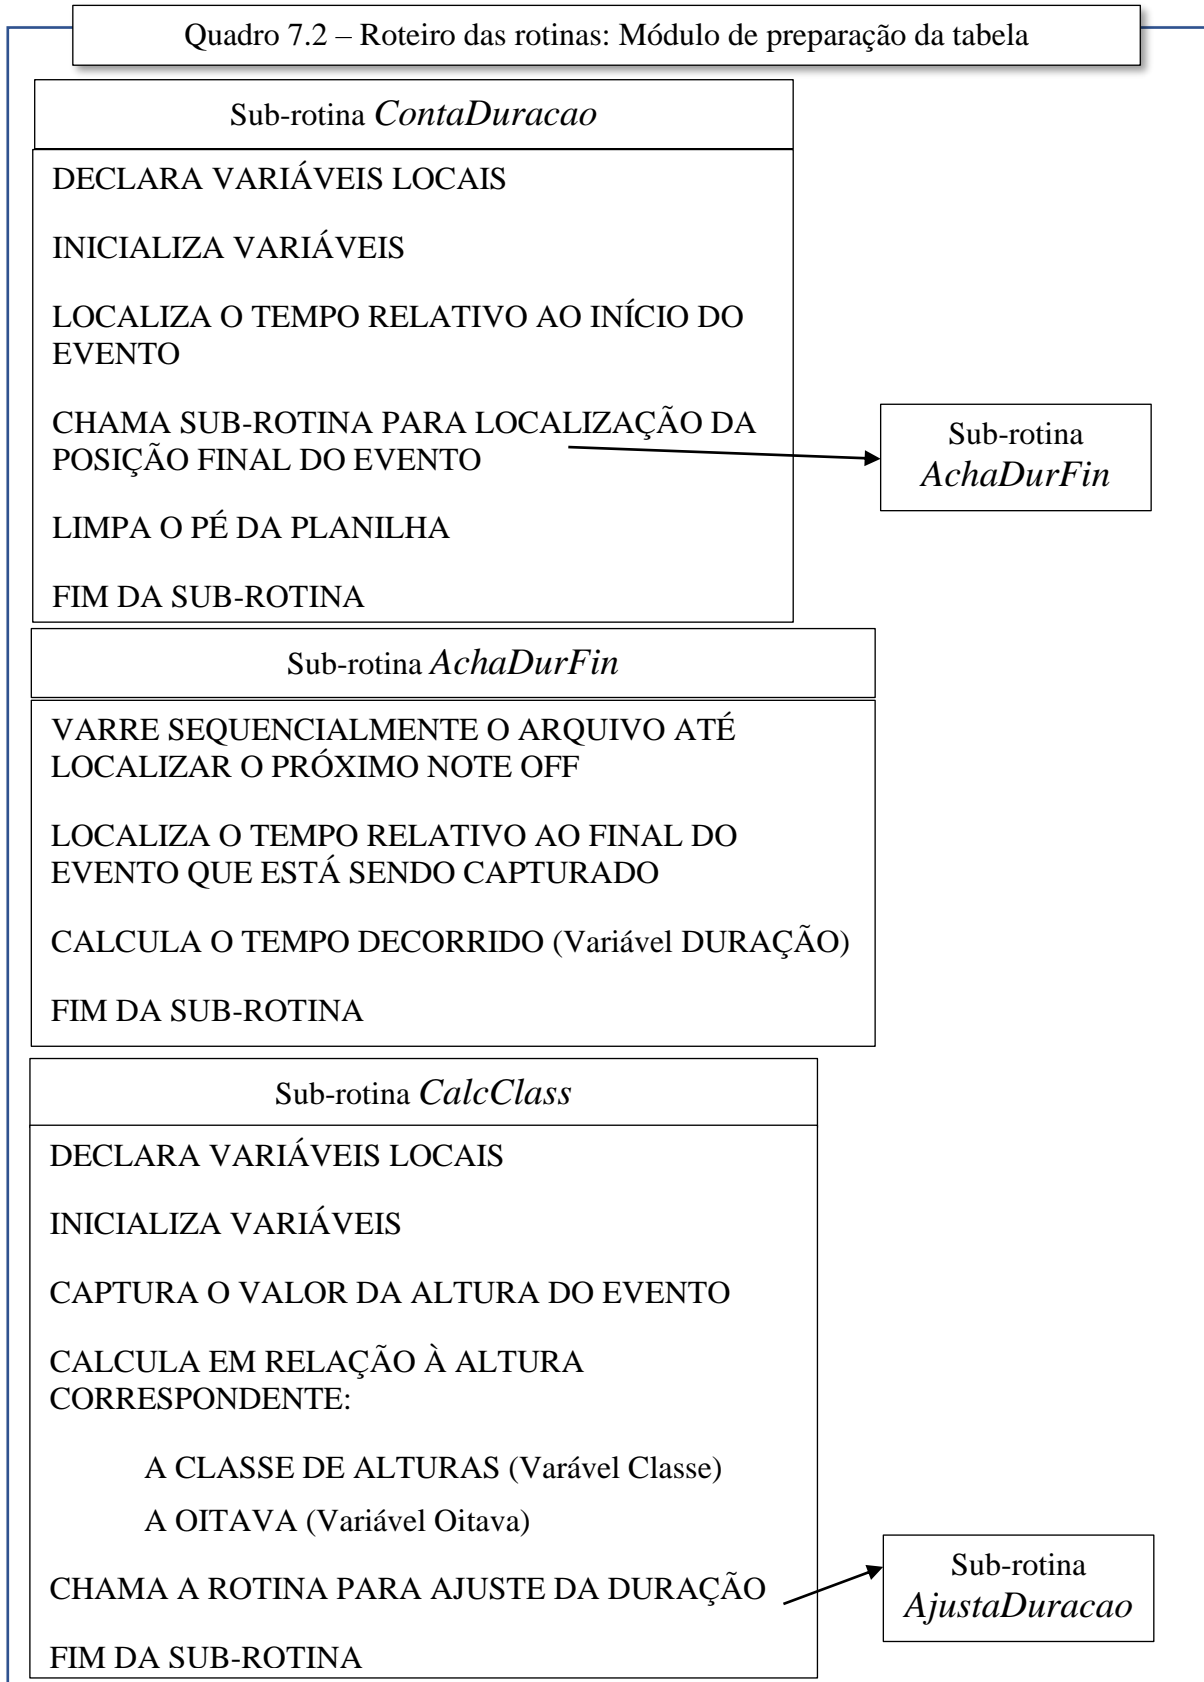 Quadro 7.2 – Roteiro das rotinas: Módulo de preparação da tabela
Sub-rotina ContaDuracao
DECLARA VARIÁVEIS LOCAIS
INICIALIZA VARIÁVEIS
LOCALIZA O TEMPO RELATIVO AO INÍCIO DO
EVENTO
CHAMA SUB-ROTINA PARA LOCALIZAÇÃO DA
POSIÇÃO FINAL DO EVENTO
Sub-rotina
AchaDurFin
LIMPA O PÉ DA PLANILHA
FIM DA SUB-ROTINA
Sub-rotina AchaDurFin
VARRE SEQUENCIALMENTE O ARQUIVO ATÉ
LOCALIZAR O PRÓXIMO NOTE OFF
LOCALIZA O TEMPO RELATIVO AO FINAL DO
EVENTO QUE ESTÁ SENDO CAPTURADO
CALCULA O TEMPO DECORRIDO (Variável DURAÇÃO)
FIM DA SUB-ROTINA
Sub-rotina CalcClass
DECLARA VARIÁVEIS LOCAIS
INICIALIZA VARIÁVEIS
CAPTURA O VALOR DA ALTURA DO EVENTO
CALCULA EM RELAÇÃO À ALTURA
CORRESPONDENTE:
A CLASSE DE ALTURAS (Varável Classe)
A OITAVA (Variável Oitava)
CHAMA A ROTINA PARA AJUSTE DA DURAÇÃO
Sub-rotina
AjustaDuracao
FIM DA SUB-ROTINA